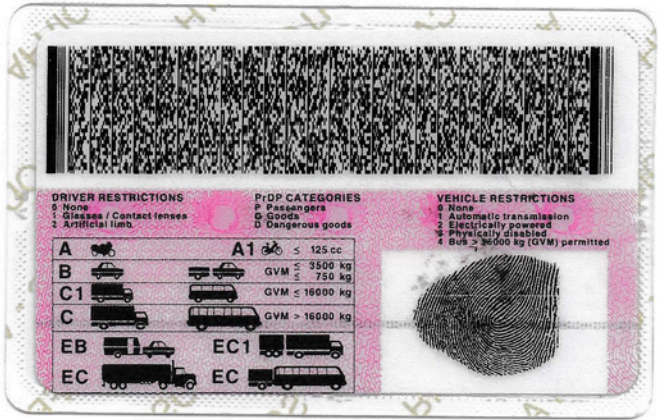 DRIVER RESTRICTIONS
0 None
1 Glasses / Contact lenses
2 Artificial limb
PrDP CATEGORIES
P Passengers
G Goods
D Dangerous goods
VEHICLE RESTRICTIONS
0 None
1 Automatic transmission
2 Electrically powered
3 Physically disabled
4 Bus > 16000 kg (GVM) permitted
A A1 ≤ 125 cc
B GVM ≤ 3500 kg
≤ 750 kg
C1 GVM ≤ 16000 kg
C GVM > 16000 kg
EB EC1
EC EC